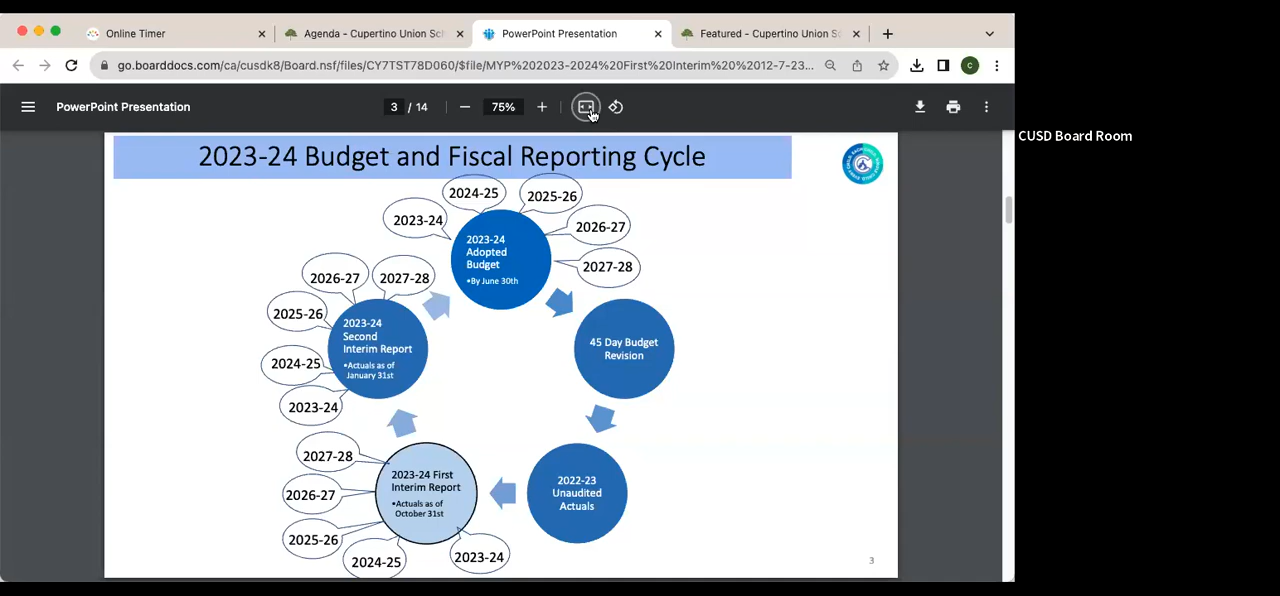 Online Timer
Agenda - Cupertino Union Sc
PowerPoint Presentation
Featured - Cupertino Union S
go.boarddocs.com/ca/cusdk8/Board.nsf/files/CY7TST78D060/$file/MYP%202023-2024%20First%20Interim%20%2012-7-23...
C
PowerPoint Presentation
3 / 14
75%
CUSD Board Room
2023-24 Budget and Fiscal Reporting Cycle
2023-24
2024-25
2025-26
2026-27
2027-28
2023-24
Adopted
Budget
•By June 30th
45 Day Budget
Revision
2022-23
Unaudited
Actuals
2023-24 First
Interim Report
•Actuals as of
October 31st
2023-24
2024-25
2025-26
2026-27
2027-28
2023-24
Second
Interim Report
•Actuals as of
January 31st
2023-24
2024-25
2025-26
2026-27
2027-28
3